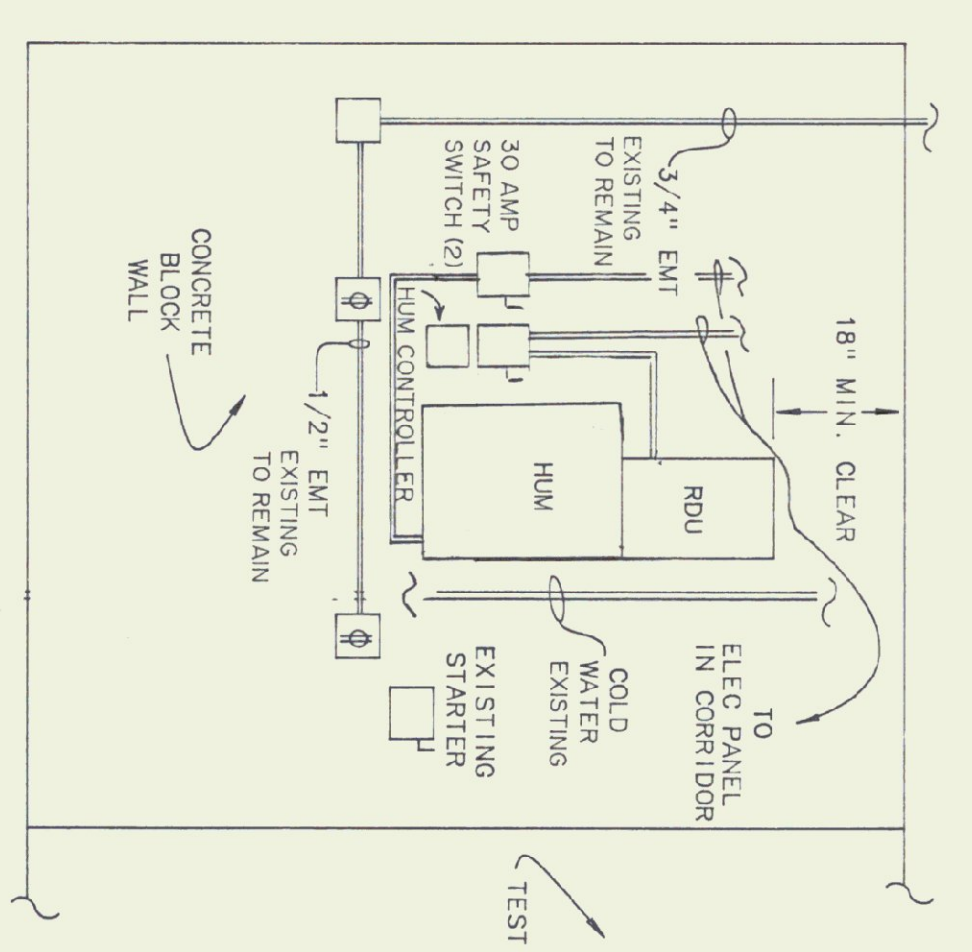 3/4" EMT
EXISTING
TO REMAIN
30 AMP
SAFETY
SWITCH (2)
18" MIN. CLEAR
HUM CONTROLLER
RDU
HUM
CONCRETE
BLOCK
WALL
1/2" EMT
EXISTING
TO REMAIN
TO
ELEC PANEL
IN CORRIDOR
COLD
WATER
EXISTING
EXISTING
STARTER
TEST